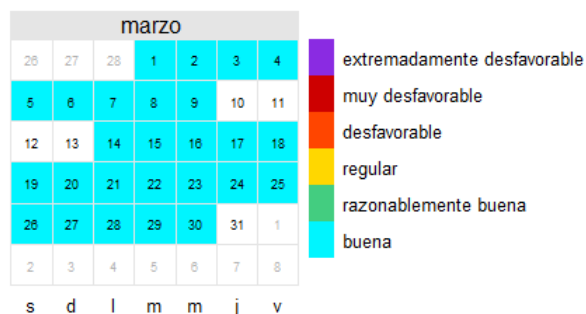 marzo
26 27 28 1 2 3 4
5 6 7 8 9 10 11
12 13 14 15 16 17 18
19 20 21 22 23 24 25
26 27 28 29 30 31 1
2 3 4 5 6 7 8
s d l m m j v
extremadamente desfavorable
muy desfavorable
desfavorable
regular
razonablemente buena
buena